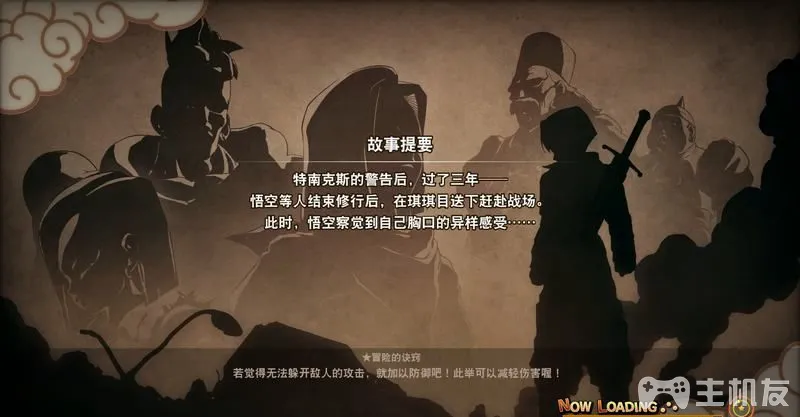 故事提要
特南克斯的警告后，过了三年——
悟空等人结束修行后，在琪琪目送下赶赴战场。
此时，悟空察觉到自己胸口的异样感受……
★冒险的诀窍
若觉得无法躲开敌人的攻击，就加以防御吧！此举可以减轻伤害喔！
NOW LOADING
主机友